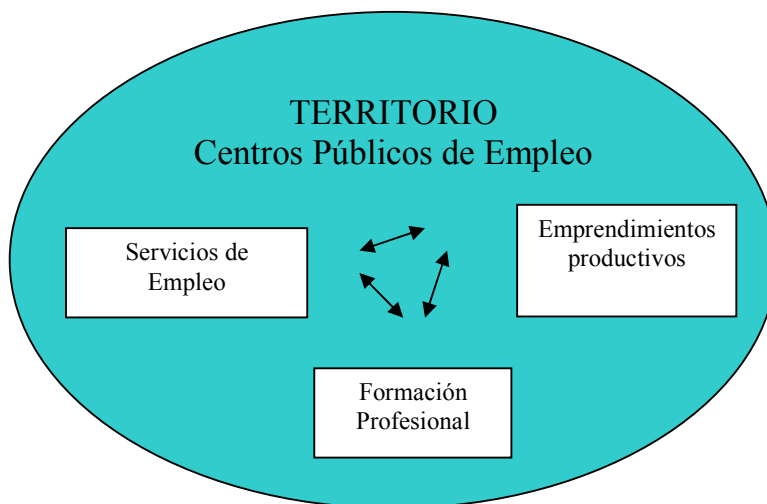 TERRITORIO
Centros Públicos de Empleo
Servicios de
Empleo
Emprendimientos
productivos
Formación
Profesional